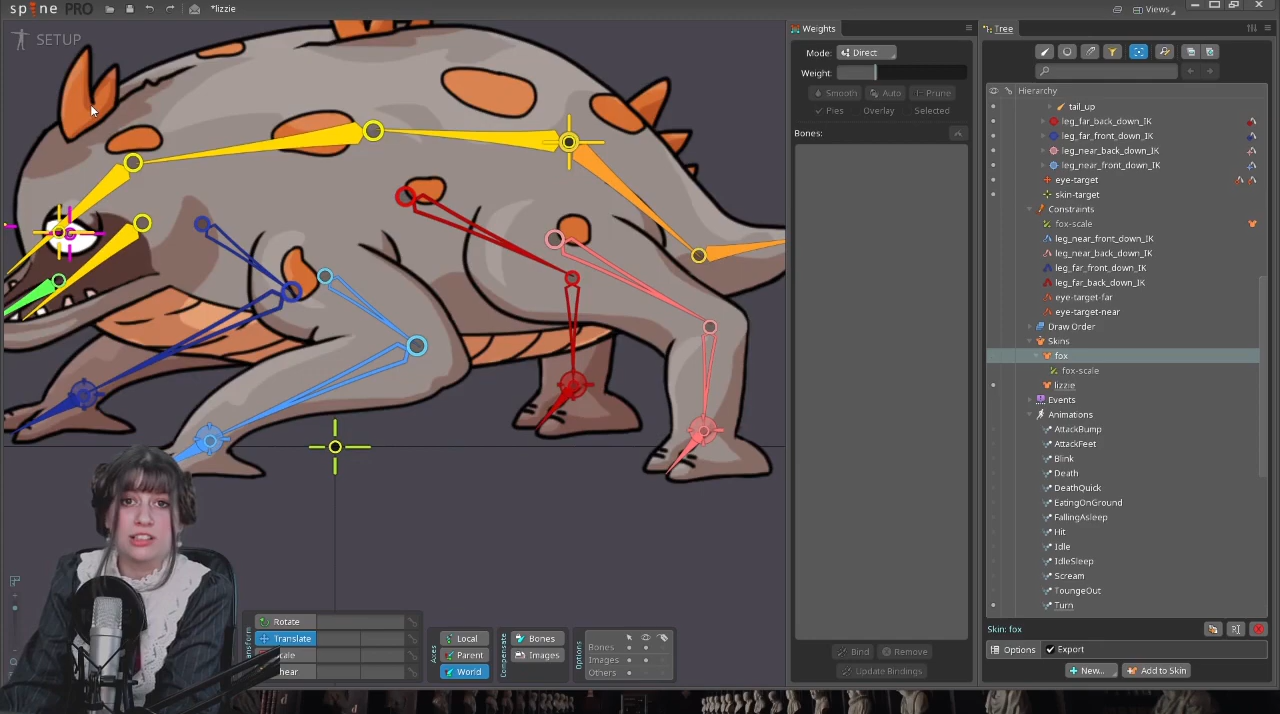 spine PRO
*lizzie
Views
SETUP
Weights
Mode:
Direct
Weight:
Smooth
Auto
Prune
Pies
Overlay
Selected
Bones:
Bind
Remove
Update Bindings
Tree
Hierarchy
tail_up
leg_far_back_down_IK
leg_far_front_down_IK
leg_near_back_down_IK
leg_near_front_down_IK
eye-target
skin-target
Constraints
fox-scale
leg_near_front_down_IK
leg_near_back_down_IK
leg_far_front_down_IK
leg_far_back_down_IK
eye-target-far
eye-target-near
Draw Order
Skins
fox
fox-scale
lizzie
Events
Animations
AttackBump
AttackFeet
Blink
Death
DeathQuick
EatingOnGround
FallingAsleep
Hit
Idle
IdleSleep
Scream
ToungeOut
Turn
Skin: fox
Options
Export
New...
Add to Skin
Rotate
Translate
Axes
Local
Parent
World
Compensate
Bones
Images
Options
Bones
Images
Others